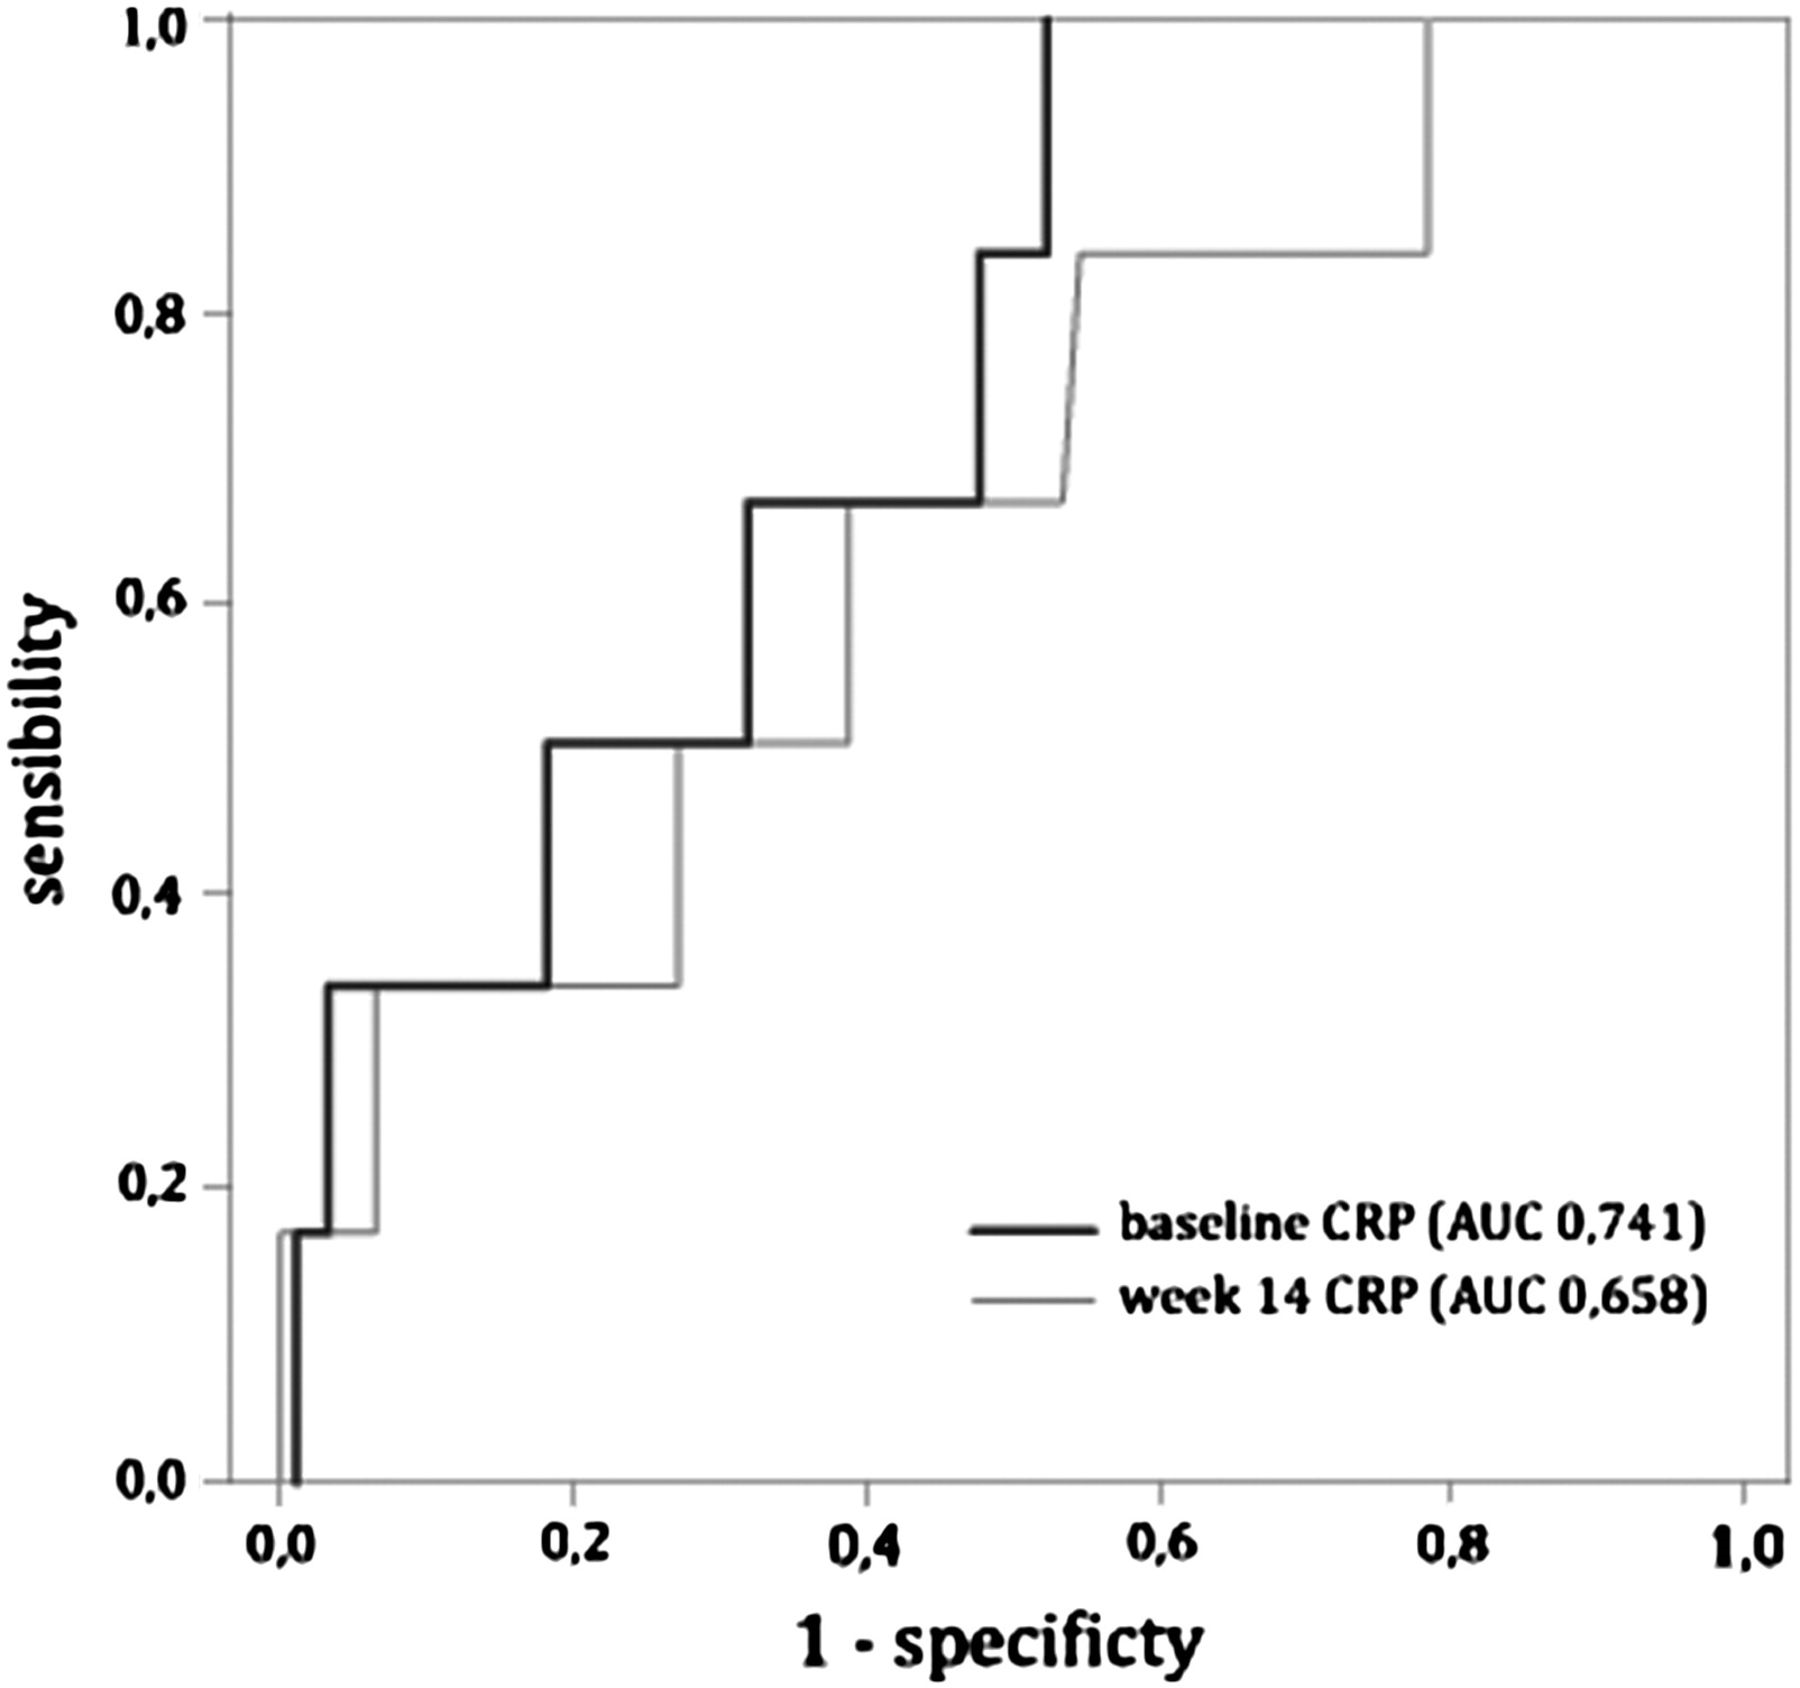 1,0
0,8
0,6
0,4
0,2
0,0
sensibility
baseline CRP (AUC 0,741)
week 14 CRP (AUC 0,658)
0,0 0,2 0,4 0,6 0,8 1,0
1 - specificty